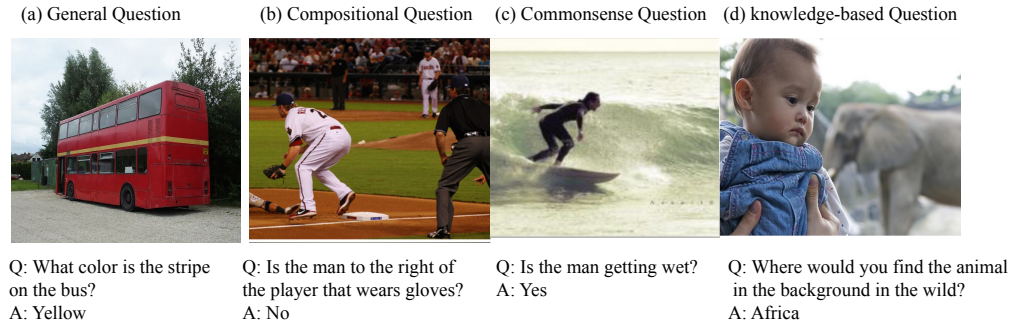 (a) General Question
(b) Compositional Question
(c) Commonsense Question
(d) knowledge-based Question
Q: What color is the stripe
on the bus?
A: Yellow
Q: Is the man to the right of
the player that wears gloves?
A: No
Q: Is the man getting wet?
A: Yes
Q: Where would you find the animal
in the background in the wild?
A: Africa